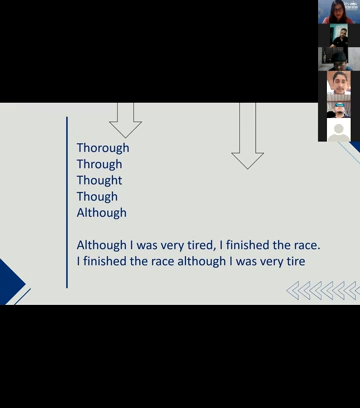 Thorough
Through
Thought
Though
Although
Although I was very tired, I finished the race.
I finished the race although I was very tire